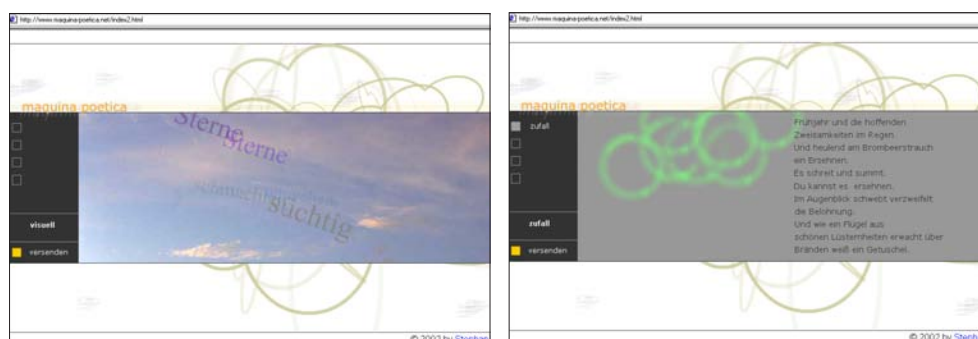 http://www.maquina-poetica.net/index2.html
maquina poetica
Sterne
Sterne
süchtig
visuell
versenden
© 2002 by Stephan
http://www.maquina-poetica.net/index2.html
maquina poetica
zufall
Frühjahr und die hoffenden
Zweisamkeiten im Regen.
Und heulend am Brombeerstrauch
ein Ersehnen.
Es schreit und summt.
Du kannst es ersehnen.
Im Augenblick schwebt verzweifelt
die Belohnung.
Und wie ein Flügel aus
schönen Lüsternheiten erwacht über
Bränden weiß ein Getuschel.
zufall
versenden
© 2002 by Steph